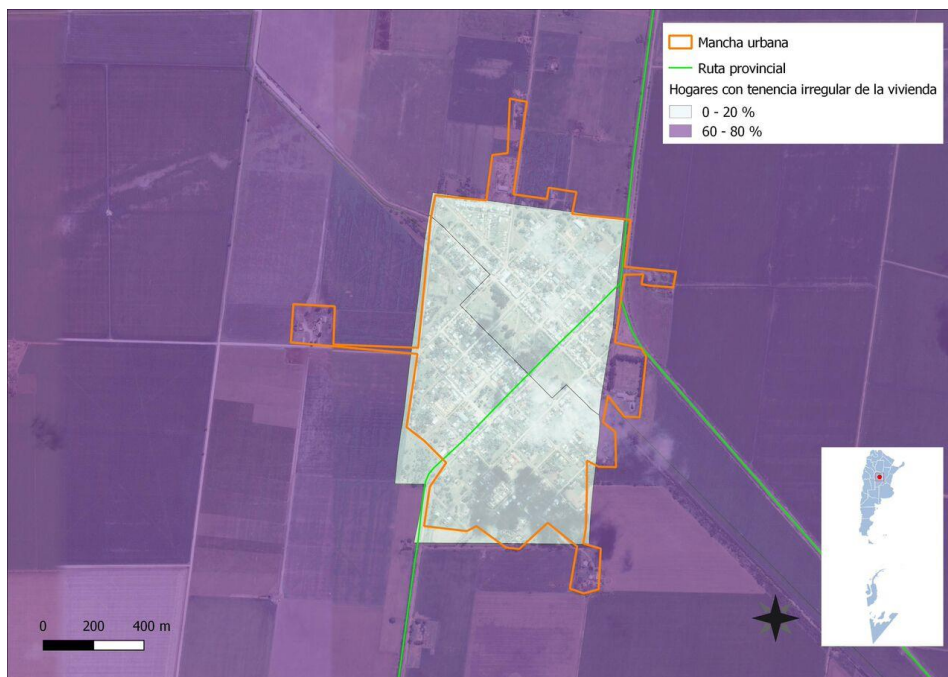 Mancha urbana
Ruta provincial
Hogares con tenencia irregular de la vivienda
0 - 20 %
60 - 80 %
0 200 400 m